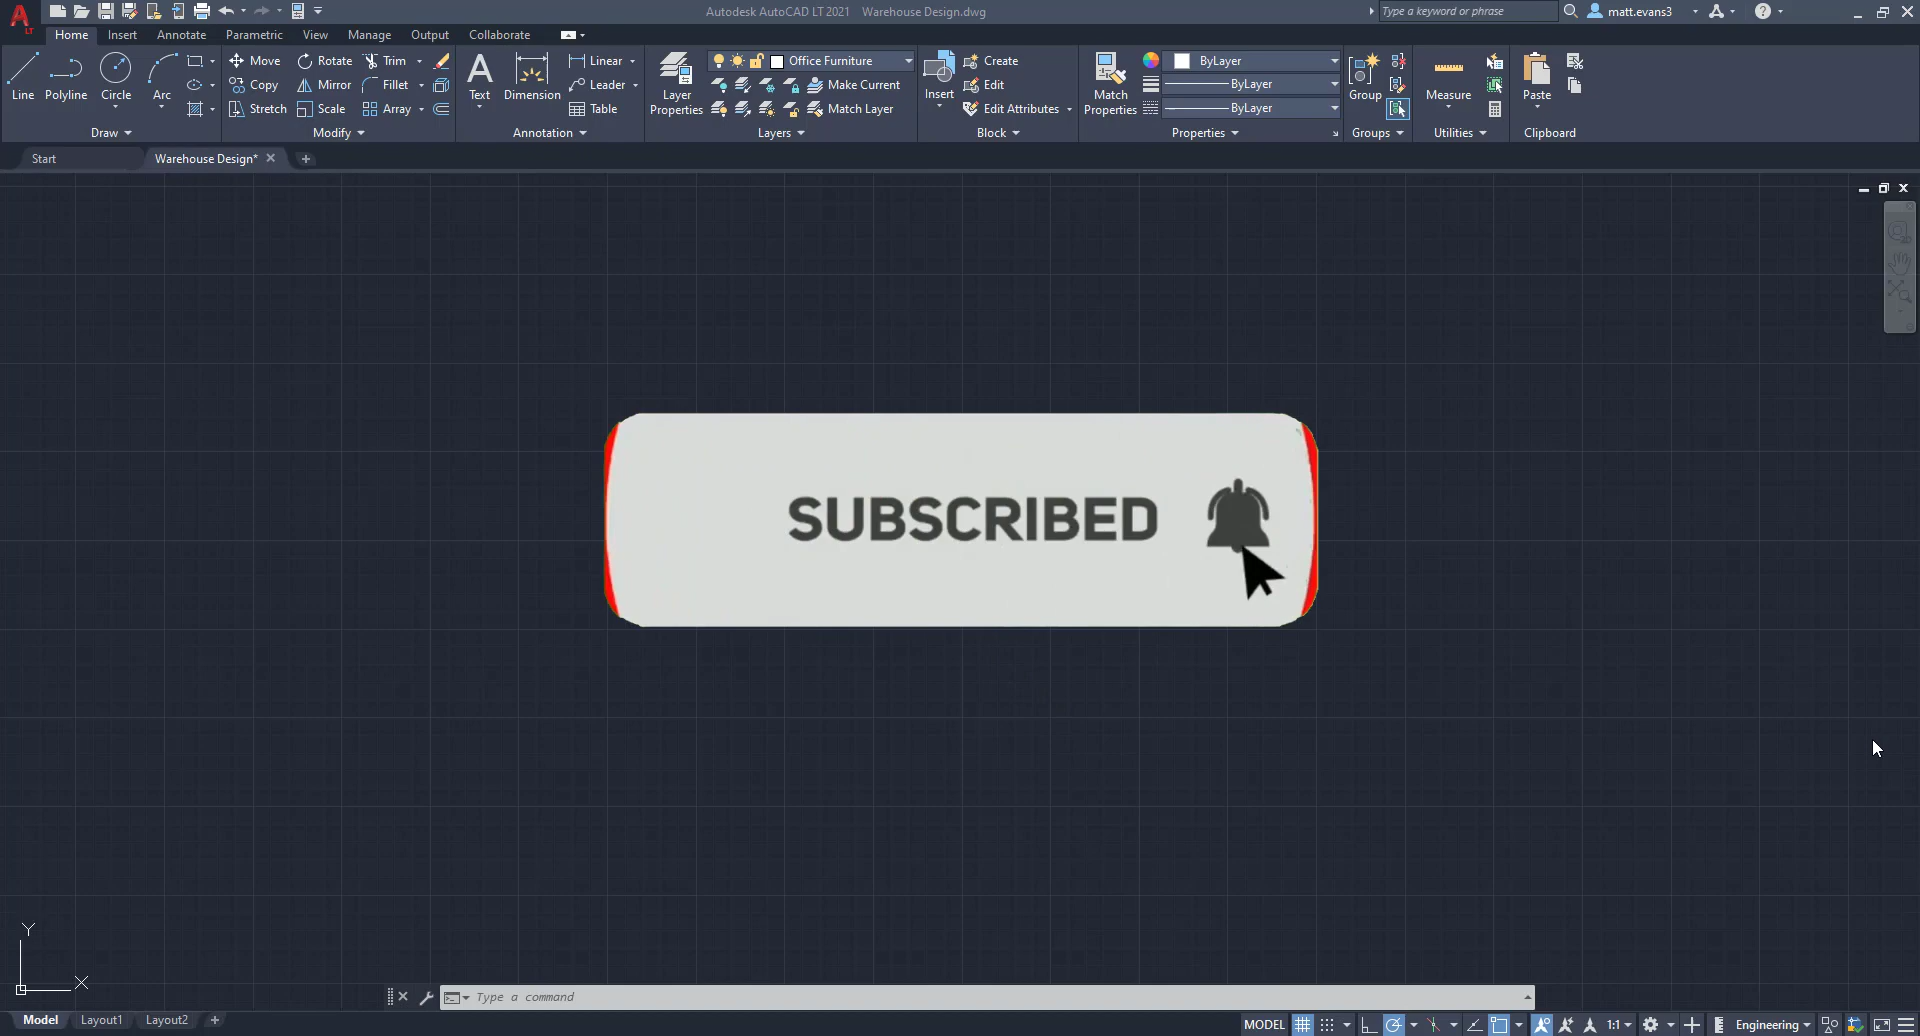 Autodesk AutoCAD LT 2021 Warehouse Design.dwg
Type a keyword or phrase
matt.evans3
LT
Home Insert Annotate Parametric View Manage Output Collaborate
Line Polyline Circle Arc
Move Rotate Trim
Copy Mirror Fillet
Stretch Scale Array
Text Dimension
Linear
Leader
Table
Layer Properties
Office Furniture
Make Current
Match Layer
Insert
Create
Edit
Edit Attributes
Match Properties
ByLayer
ByLayer
ByLayer
Group
Measure
Paste
Draw Modify Annotation Layers Block Properties Groups Utilities Clipboard
Start Warehouse Design*
SUBSCRIBED
Y
X
Type a command
Model Layout1 Layout2
MODEL 1:1 Engineering